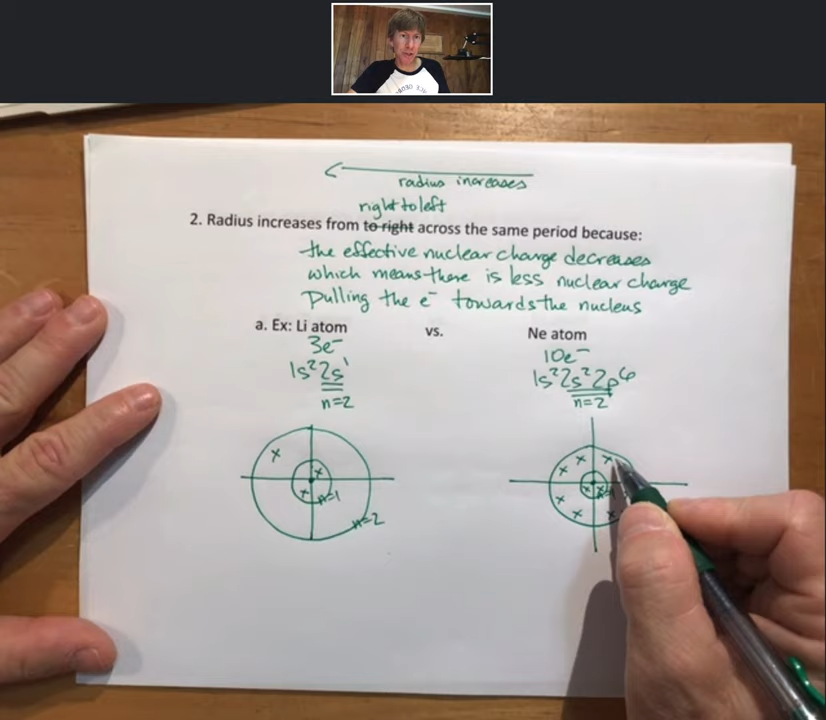 radius increases
right to left
2. Radius increases from to right across the same period because:
the effective nuclear charge decreases
which means there is less nuclear charge
pulling the e⁻ towards the nucleus
a. Ex: Li atom vs. Ne atom
3e⁻ 10e⁻
1s²2s¹ 1s²2s²2p⁶
n=2 n=2
x x x x
x x x
n=1 x x
x x
n=2